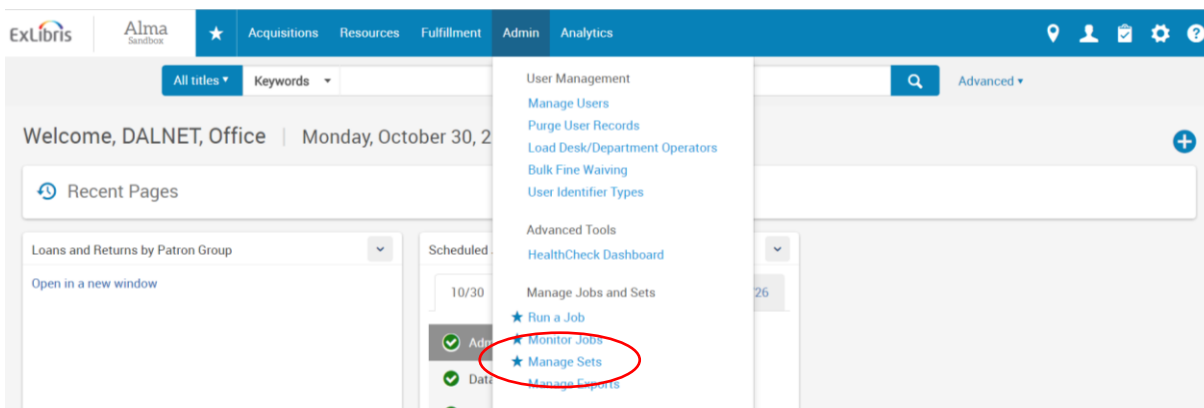 ExLibris Alma Sandbox ★ Acquisitions Resources Fulfillment Admin Analytics
All titles Keywords Advanced
Welcome, DALNET, Office | Monday, October 30, 2
Recent Pages
Loans and Returns by Patron Group
Open in a new window
Scheduled
10/30
Data
User Management
Manage Users
Purge User Records
Load Desk/Department Operators
Bulk Fine Waiving
User Identifier Types
Advanced Tools
HealthCheck Dashboard
Manage Jobs and Sets
Run a Job
Monitor Jobs
Manage Sets
Manage Exports
/26